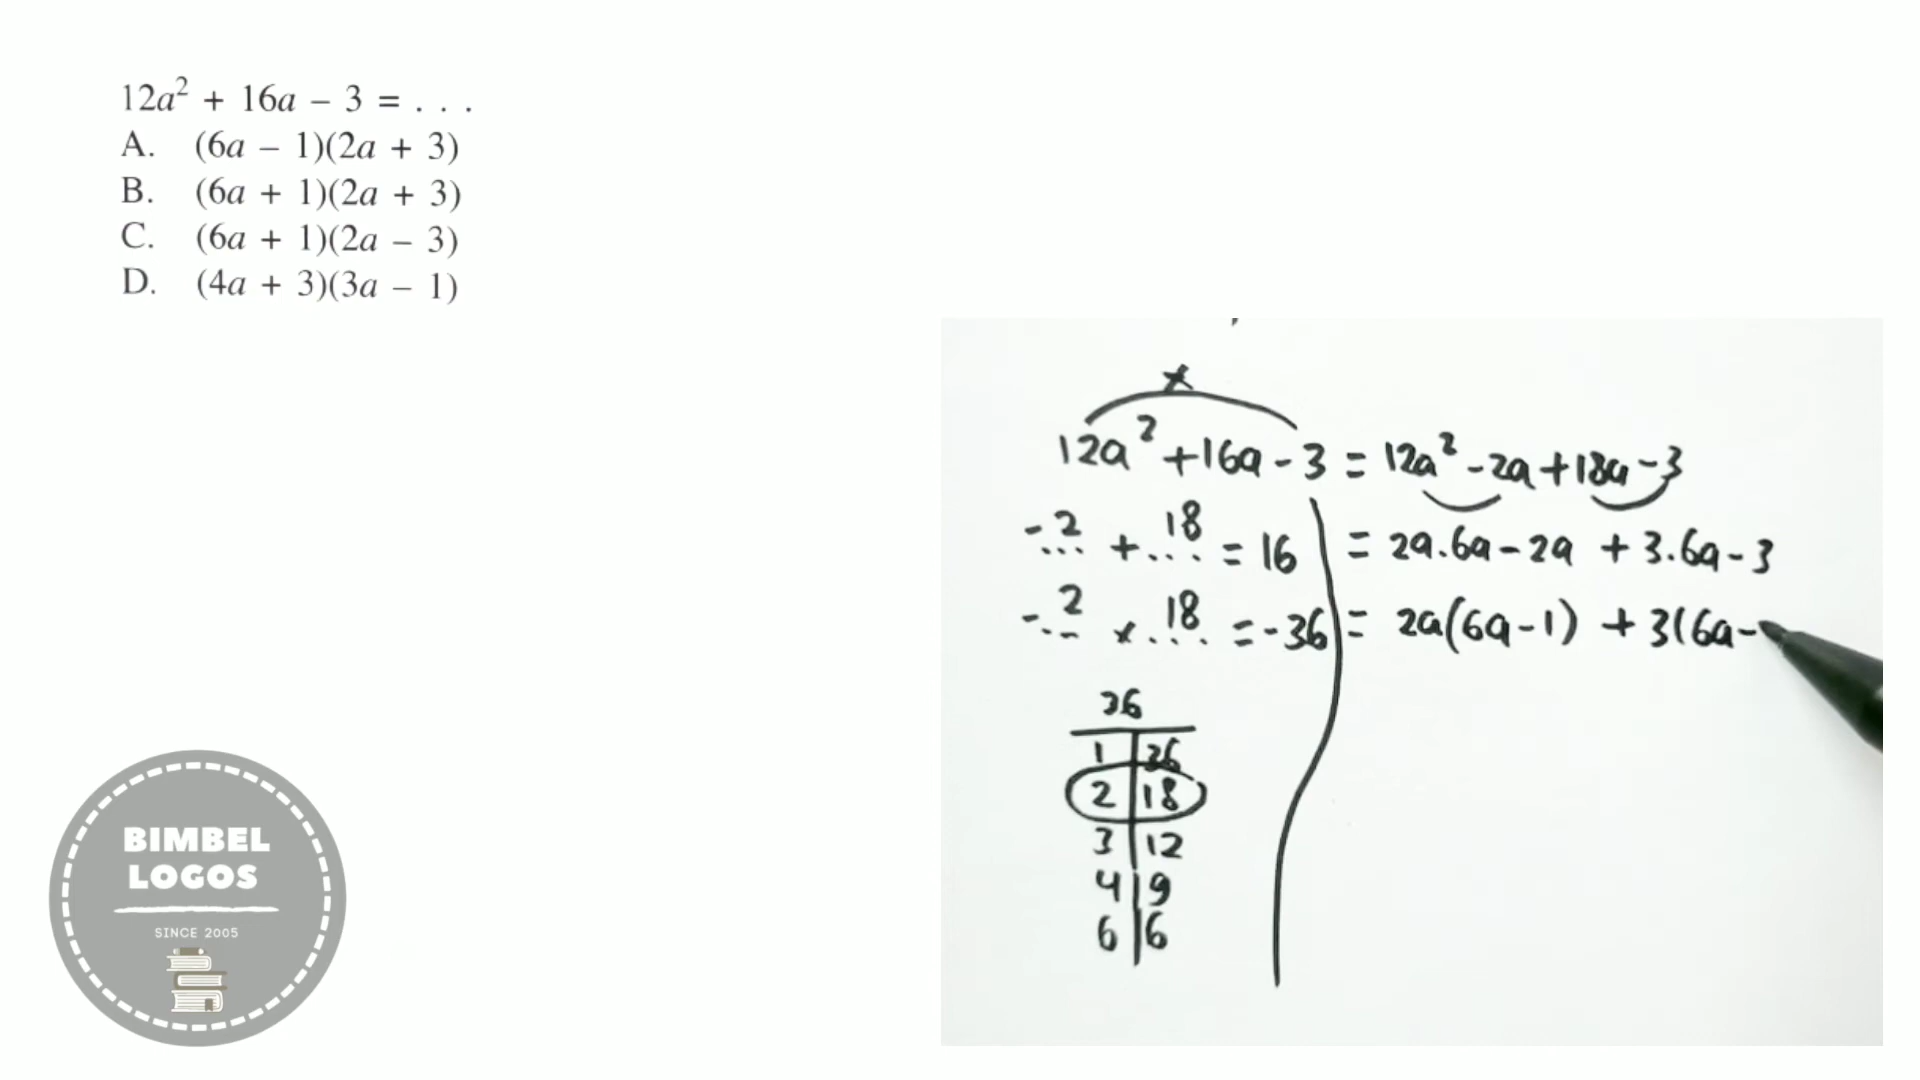 12a² + 16a – 3 = . . .
A. (6a – 1)(2a + 3)
B. (6a + 1)(2a + 3)
C. (6a + 1)(2a – 3)
D. (4a + 3)(3a – 1)
×
12a² + 16a - 3 = 12a² - 2a + 18a - 3
-2... + 18.... = 16 = 2a.6a - 2a + 3.6a - 3
-2... × 18.... = -36 = 2a(6a - 1) + 3(6a -
36
1 | 36
2 | 18
3 | 12
4 | 9
6 | 6
BIMBEL
LOGOS
SINCE 2005